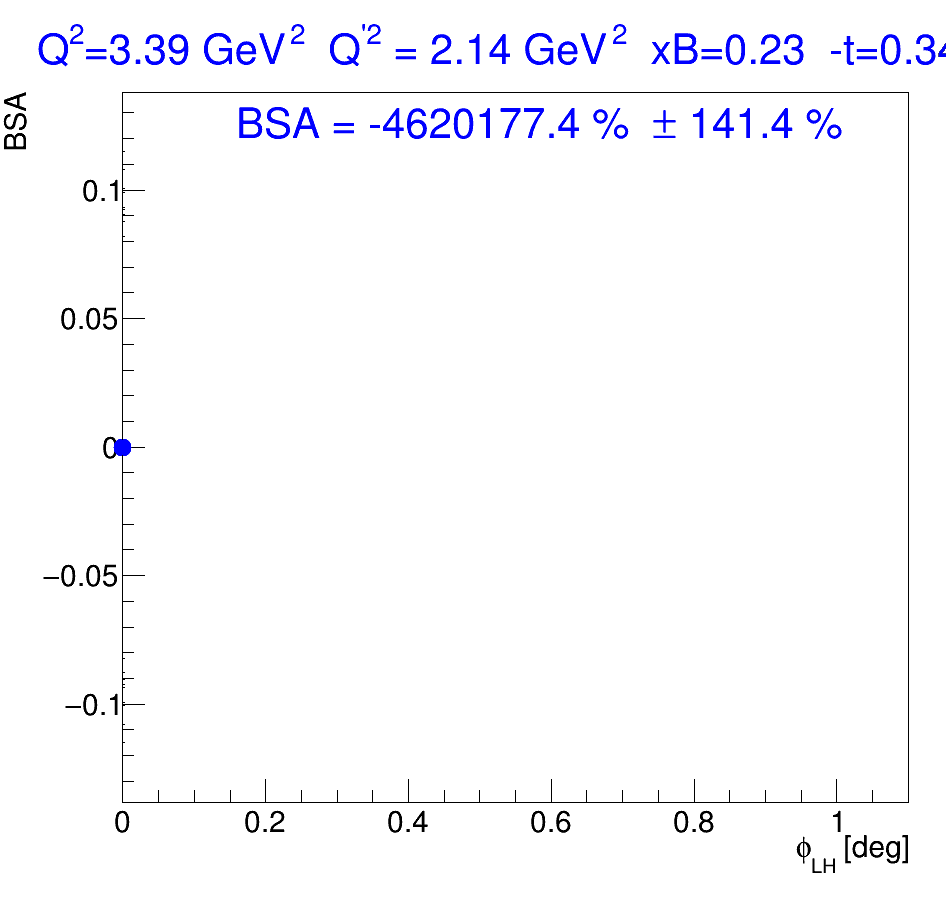 Q²=3.39 GeV² Q'² = 2.14 GeV² xB=0.23 -t=0.34
BSA
BSA = -4620177.4 % ± 141.4 %
0.1
0.05
0
−0.05
−0.1
0 0.2 0.4 0.6 0.8 1
ϕ_LH [deg]